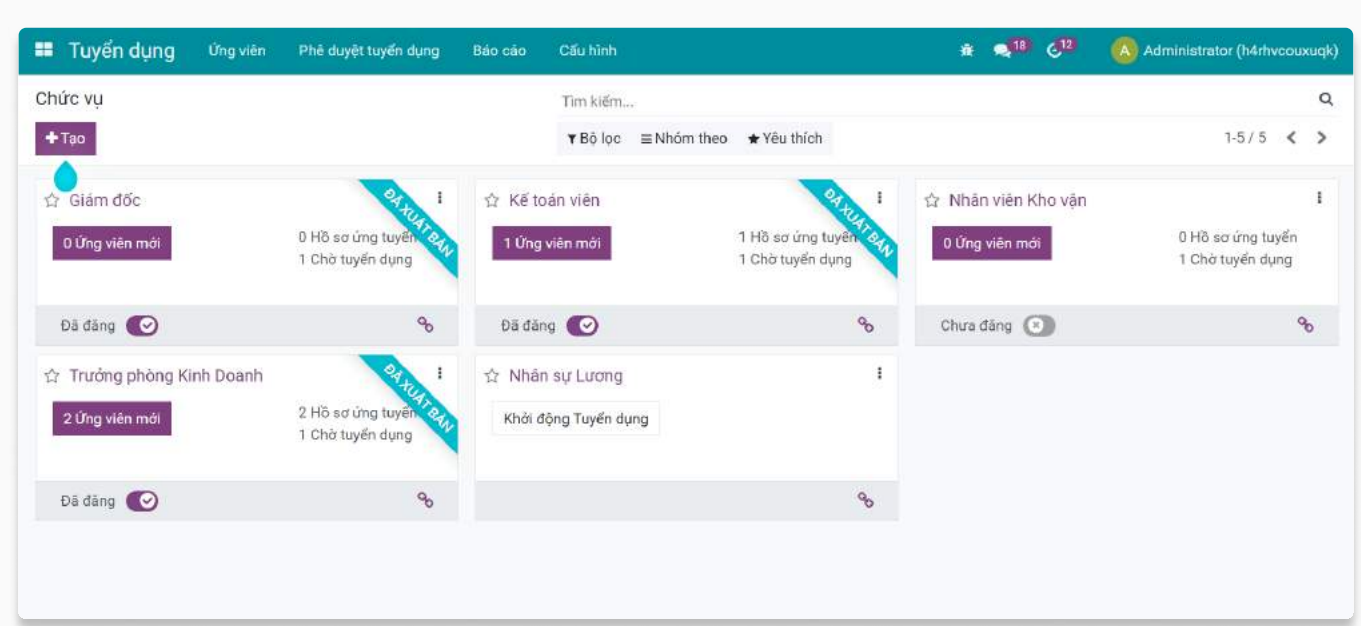 Tuyển dụng Ứng viên Phê duyệt tuyển dụng Báo cáo Cấu hình 18 12 A Administrator (h4rhvcouxuqk)
Chức vụ Tìm kiếm...
+Tạo Bộ lọc Nhóm theo Yêu thích 1-5 / 5
Giám đốc ĐÃ XUẤT BẢN
0 Ứng viên mới 0 Hồ sơ ứng tuyển
1 Chờ tuyển dụng
Đã đăng
Kế toán viên ĐÃ XUẤT BẢN
1 Ứng viên mới 1 Hồ sơ ứng tuyển
1 Chờ tuyển dụng
Đã đăng
Nhân viên Kho vận
0 Ứng viên mới 0 Hồ sơ ứng tuyển
1 Chờ tuyển dụng
Chưa đăng
Trưởng phòng Kinh Doanh ĐÃ XUẤT BẢN
2 Ứng viên mới 2 Hồ sơ ứng tuyển
1 Chờ tuyển dụng
Đã đăng
Nhân sự Lương
Khởi động Tuyển dụng